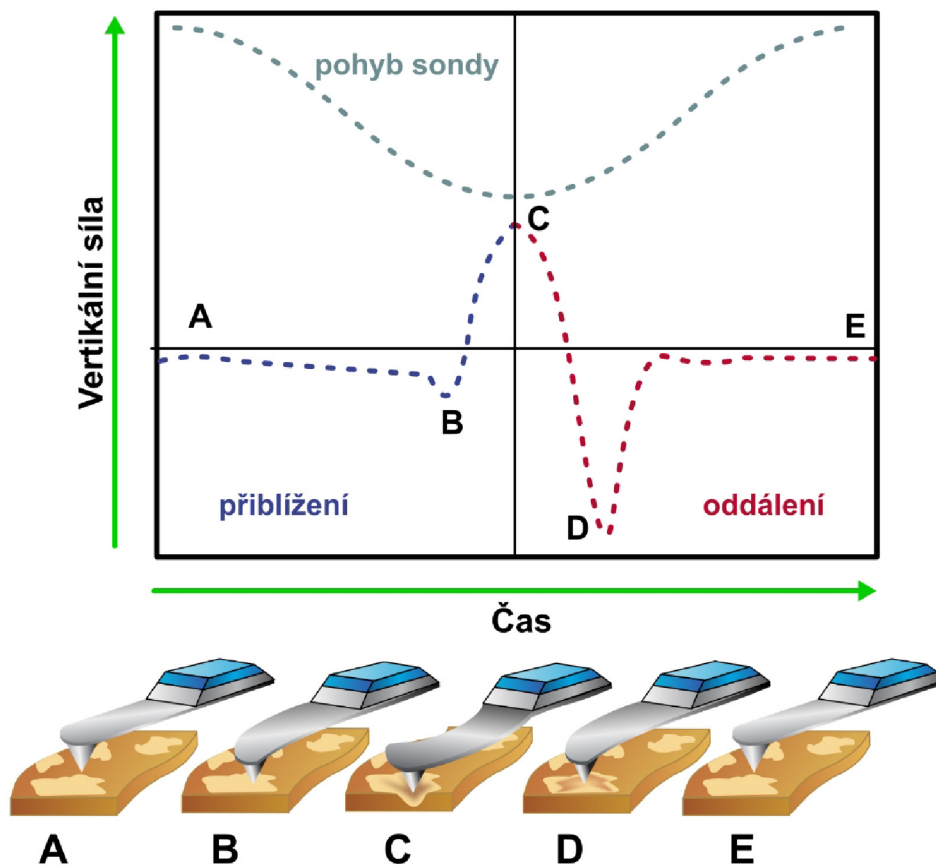 pohyb sondy
C
A
E
Vertikální síla
B
přiblížení
D
oddálení
Čas
A
B
C
D
E